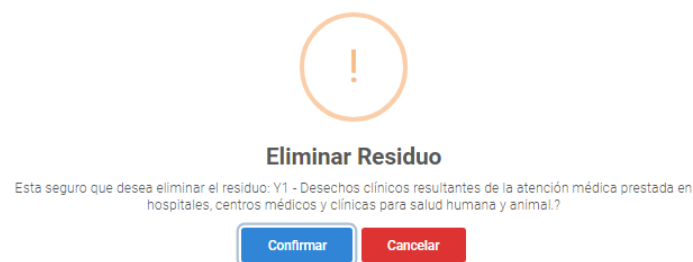 !
Eliminar Residuo
Esta seguro que desea eliminar el residuo: Y1 - Desechos clínicos resultantes de la atención médica prestada en
hospitales, centros médicos y clínicas para salud humana y animal.?
Confirmar
Cancelar